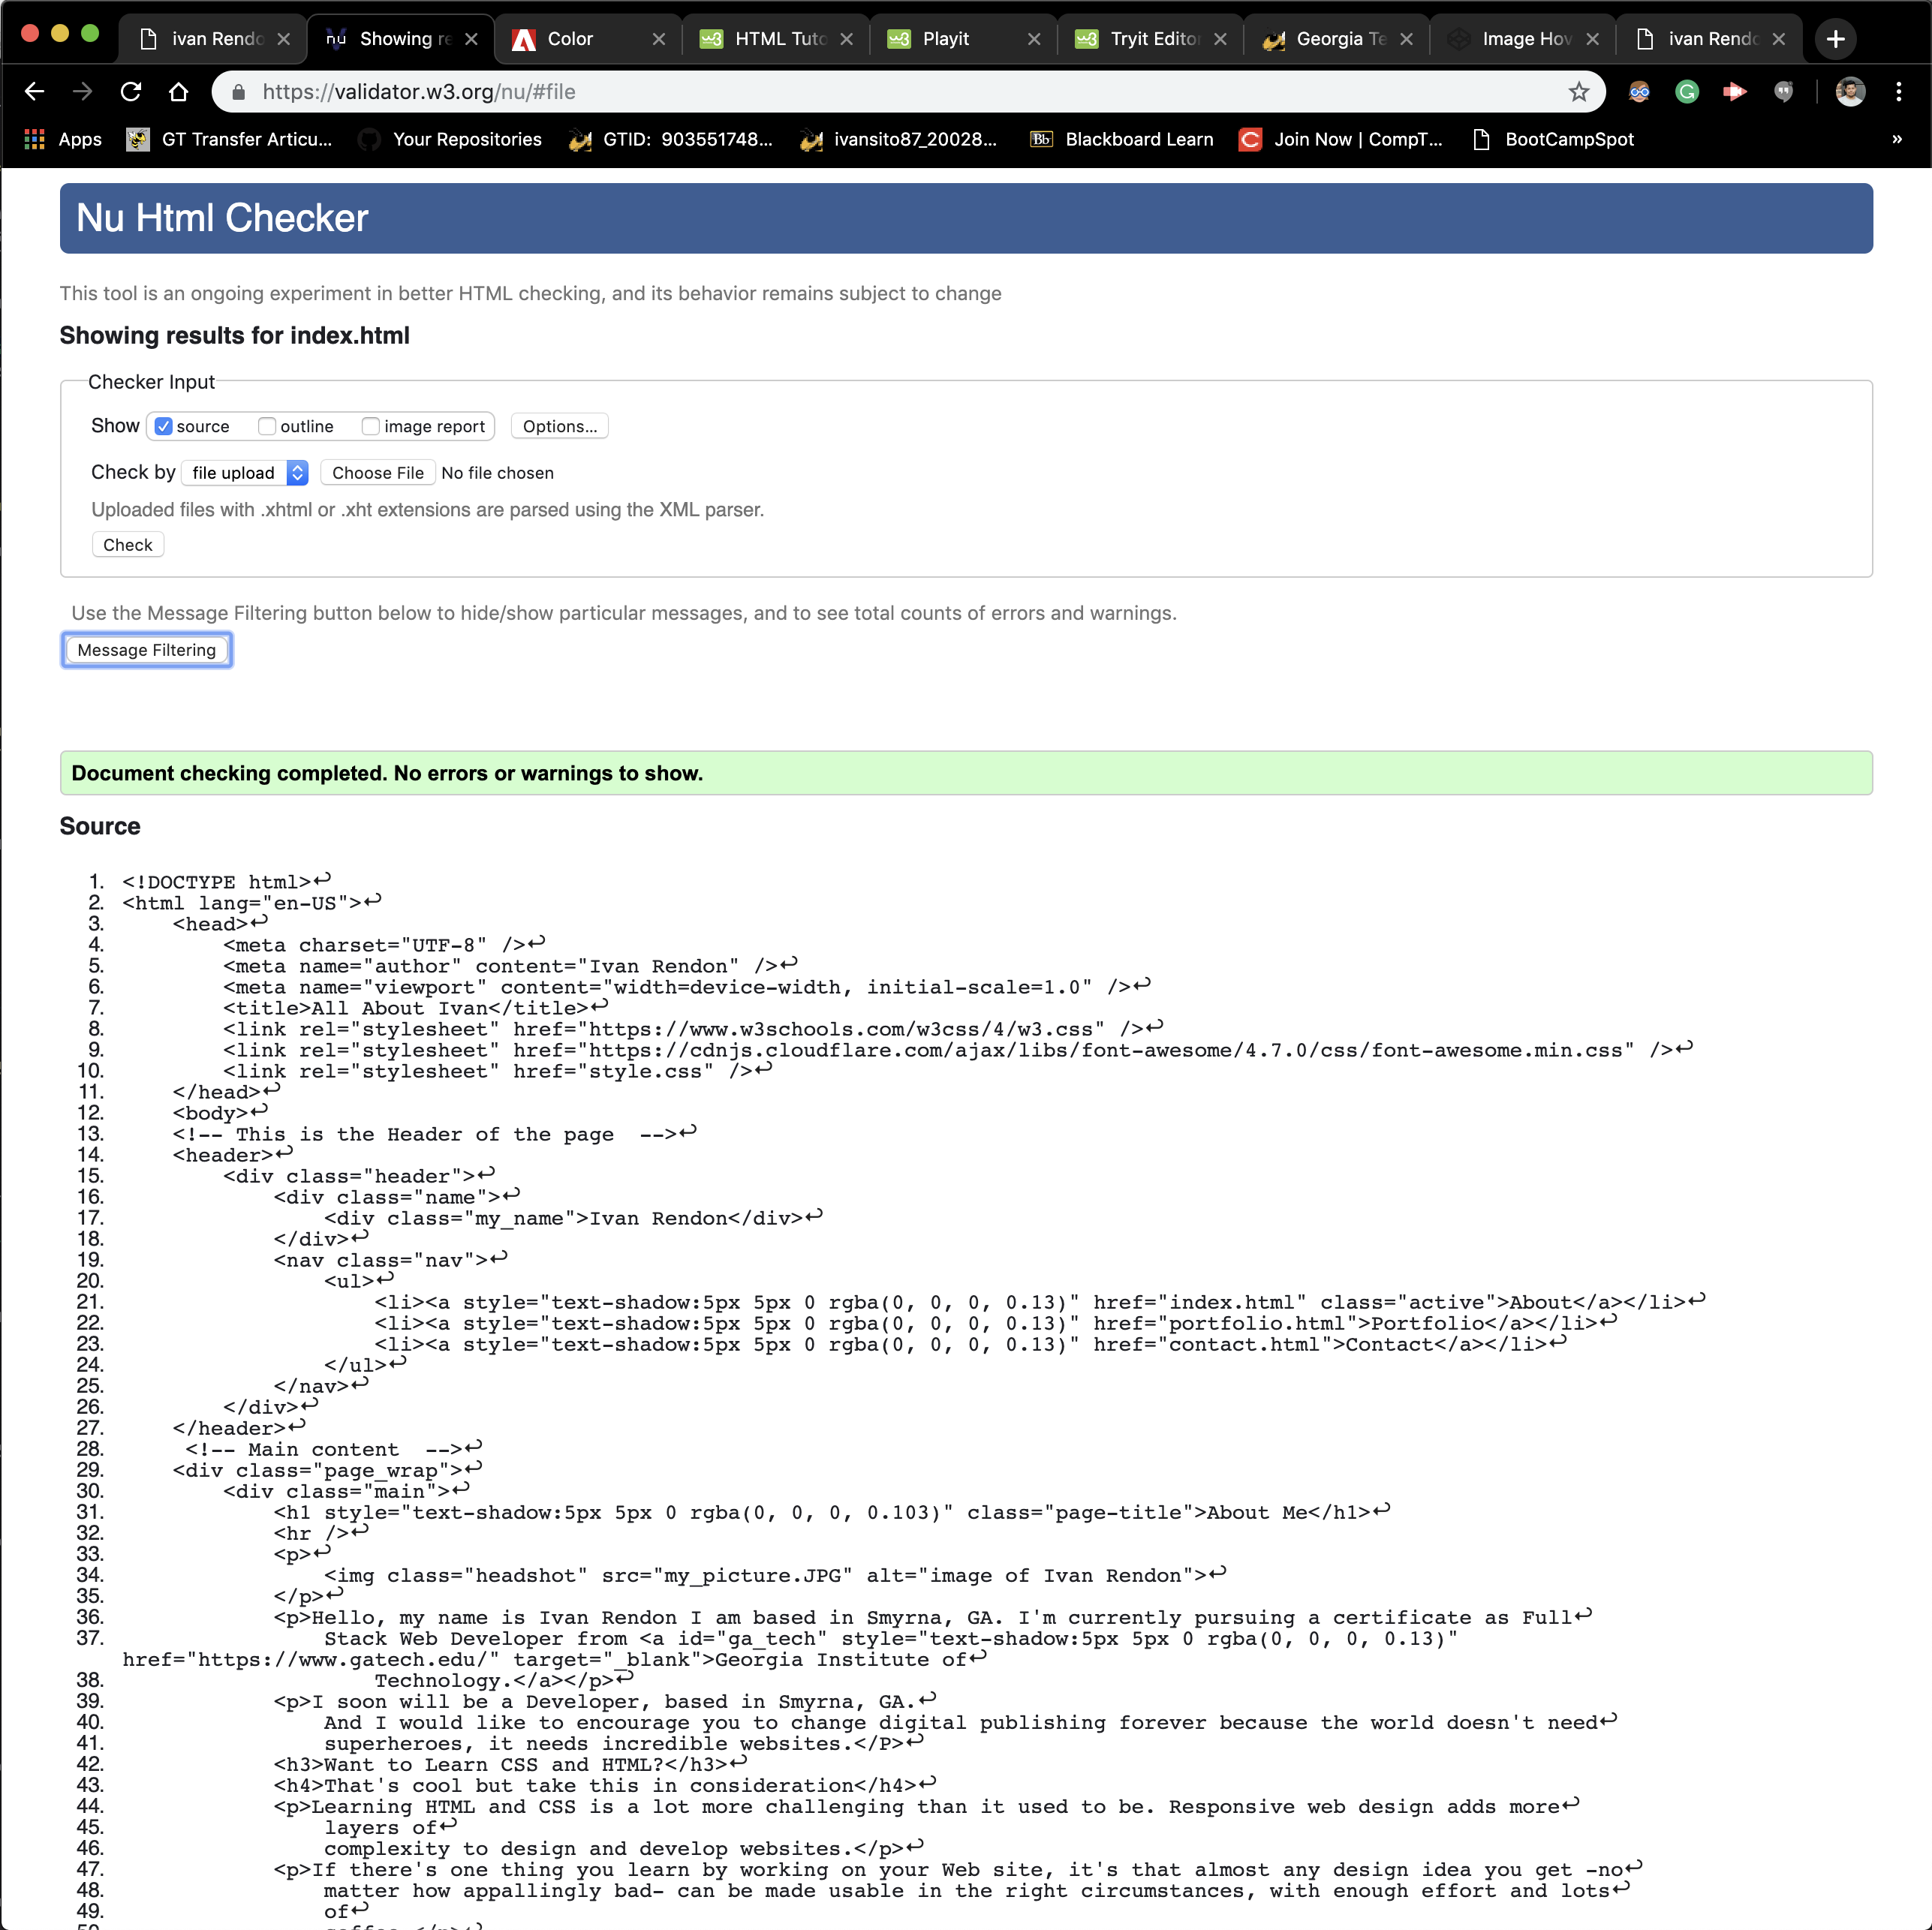 ivan Rendo
Showing re
Color
HTML Tuto
Playit
Tryit Editor
Georgia Te
Image Hov
ivan Rendo
https://validator.w3.org/nu/#file
Apps
GT Transfer Articu...
Your Repositories
GTID: 903551748...
ivansito87_20028...
Bb
Blackboard Learn
Join Now | CompT...
BootCampSpot
»
Nu Html Checker
This tool is an ongoing experiment in better HTML checking, and its behavior remains subject to change
Showing results for index.html
Checker Input
Show source outline image report Options...
Check by file upload Choose File No file chosen
Uploaded files with .xhtml or .xht extensions are parsed using the XML parser.
Check
Use the Message Filtering button below to hide/show particular messages, and to see total counts of errors and warnings.
Message Filtering
Document checking completed. No errors or warnings to show.
Source
1. <!DOCTYPE html>↩
2. <html lang="en-US">↩
3. <head>↩
4. <meta charset="UTF-8" />↩
5. <meta name="author" content="Ivan Rendon" />↩
6. <meta name="viewport" content="width=device-width, initial-scale=1.0" />↩
7. <title>All About Ivan</title>↩
8. <link rel="stylesheet" href="https://www.w3schools.com/w3css/4/w3.css" />↩
9. <link rel="stylesheet" href="https://cdnjs.cloudflare.com/ajax/libs/font-awesome/4.7.0/css/font-awesome.min.css" />↩
10. <link rel="stylesheet" href="style.css" />↩
11. </head>↩
12. <body>↩
13. <!-- This is the Header of the page  -->↩
14. <header>↩
15. <div class="header">↩
16. <div class="name">↩
17. <div class="my_name">Ivan Rendon</div>↩
18. </div>↩
19. <nav class="nav">↩
20. <ul>↩
21. <li><a style="text-shadow:5px 5px 0 rgba(0, 0, 0, 0.13)" href="index.html" class="active">About</a></li>↩
22. <li><a style="text-shadow:5px 5px 0 rgba(0, 0, 0, 0.13)" href="portfolio.html">Portfolio</a></li>↩
23. <li><a style="text-shadow:5px 5px 0 rgba(0, 0, 0, 0.13)" href="contact.html">Contact</a></li>↩
24. </ul>↩
25. </nav>↩
26. </div>↩
27. </header>↩
28. <!-- Main content  -->↩
29. <div class="page_wrap">↩
30. <div class="main">↩
31. <h1 style="text-shadow:5px 5px 0 rgba(0, 0, 0, 0.103)" class="page-title">About Me</h1>↩
32. <hr />↩
33. <p>↩
34. <img class="headshot" src="my_picture.JPG" alt="image of Ivan Rendon">↩
35. </p>↩
36. <p>Hello, my name is Ivan Rendon I am based in Smyrna, GA. I'm currently pursuing a certificate as Full↩
37. Stack Web Developer from <a id="ga_tech" style="text-shadow:5px 5px 0 rgba(0, 0, 0, 0.13)"
href="https://www.gatech.edu/" target="_blank">Georgia Institute of↩
38. Technology.</a></p>↩
39. <p>I soon will be a Developer, based in Smyrna, GA.↩
40. And I would like to encourage you to change digital publishing forever because the world doesn't need↩
41. superheroes, it needs incredible websites.</P>↩
42. <h3>Want to Learn CSS and HTML?</h3>↩
43. <h4>That's cool but take this in consideration</h4>↩
44. <p>Learning HTML and CSS is a lot more challenging than it used to be. Responsive web design adds more↩
45. layers of↩
46. complexity to design and develop websites.</p>↩
47. <p>If there's one thing you learn by working on your Web site, it's that almost any design idea you get -no↩
48. matter how appallingly bad- can be made usable in the right circumstances, with enough effort and lots↩
49. of↩